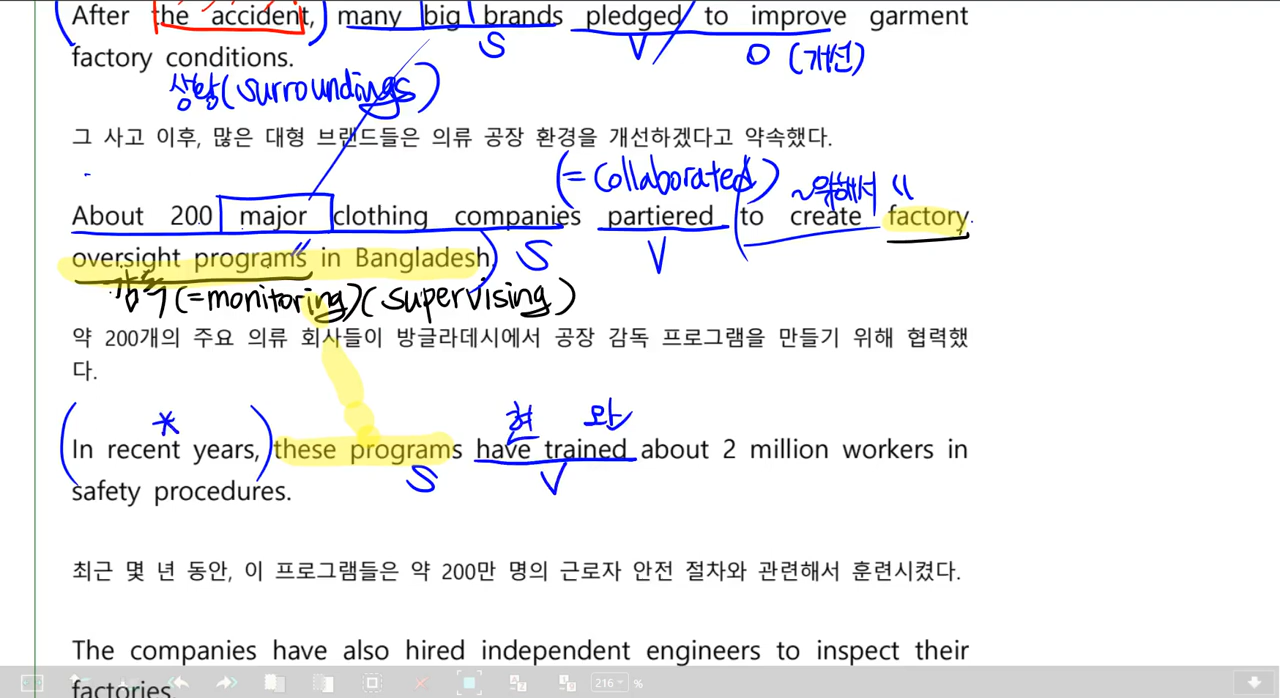 After the accident, many big brands pledged to improve garment
S V O (개선)
factory conditions.
상황(surroundings)
그 사고 이후, 많은 대형 브랜드들은 의류 공장 환경을 개선하겠다고 약속했다.
(= collaborated) ~위해서
About 200 major clothing companies partiered to create factory
oversight programs in Bangladesh, S V
감독 (=monitoring)(supervising)
약 200개의 주요 의류 회사들이 방글라데시에서 공장 감독 프로그램을 만들기 위해 협력했
다.
* 현 완
In recent years, these programs have trained about 2 million workers in
S V
safety procedures.
최근 몇 년 동안, 이 프로그램들은 약 200만 명의 근로자 안전 절차와 관련해서 훈련시켰다.
The companies have also hired independent engineers to inspect their
216 %
factories.